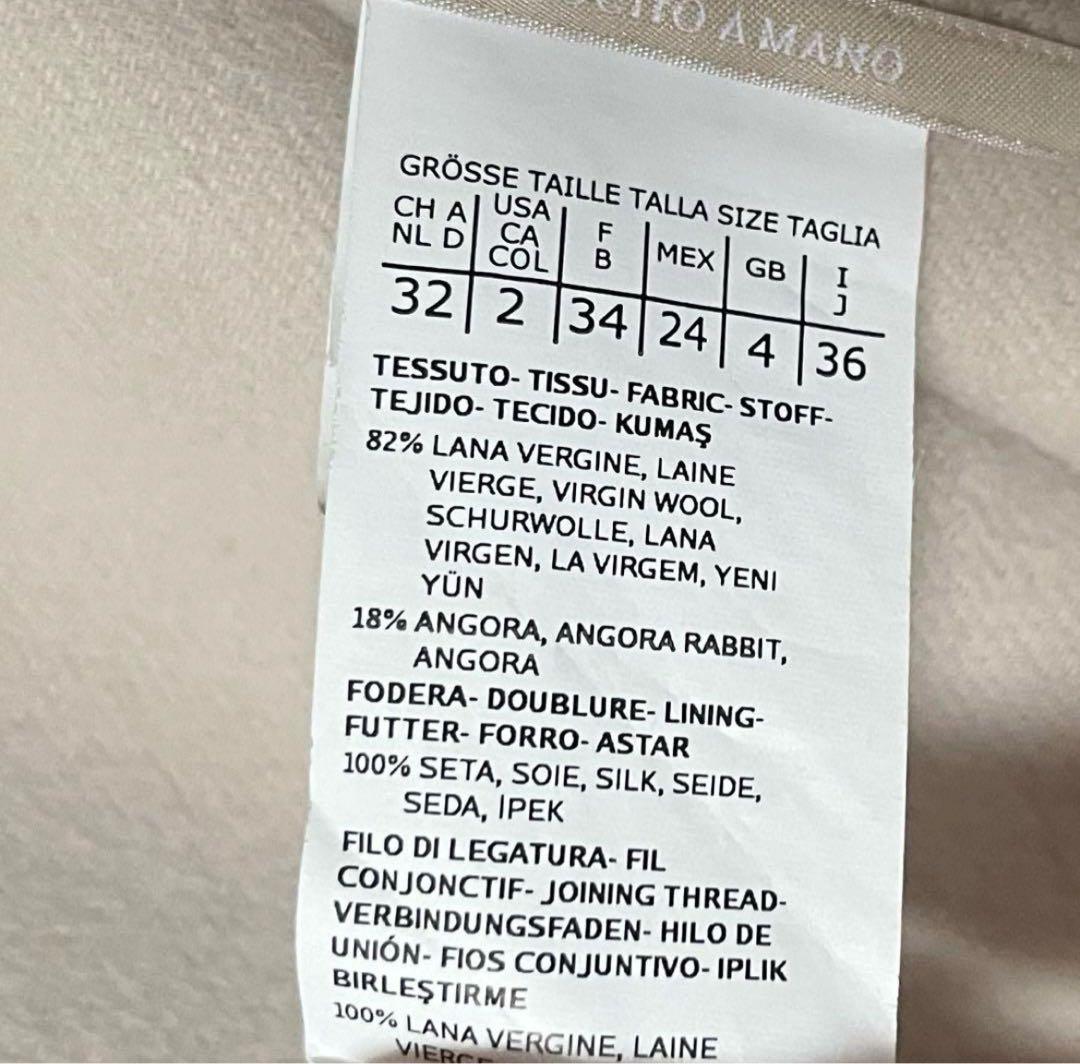 A MANO
GRÖSSE TAILLE TALLA SIZE TAGLIA
CH A USA F MEX GB I
NL D CA B J
COL
32 2 34 24 4 36
TESSUTO- TISSU- FABRIC- STOFF-
TEJIDO- TECIDO- KUMAŞ
82% LANA VERGINE, LAINE
VIERGE, VIRGIN WOOL,
SCHURWOLLE, LANA
VIRGEN, LA VIRGEM, YENI
YÜN
18% ANGORA, ANGORA RABBIT,
ANGORA
FODERA- DOUBLURE- LINING-
FUTTER- FORRO- ASTAR
100% SETA, SOIE, SILK, SEIDE,
SEDA, IPEK
FILO DI LEGATURA- FIL
CONJONCTIF- JOINING THREAD-
VERBINDUNGSFADEN- HILO DE
UNIÓN- FIOS CONJUNTIVO- IPLIK
BIRLEŞTIRME
100% LANA VERGINE, LAINE